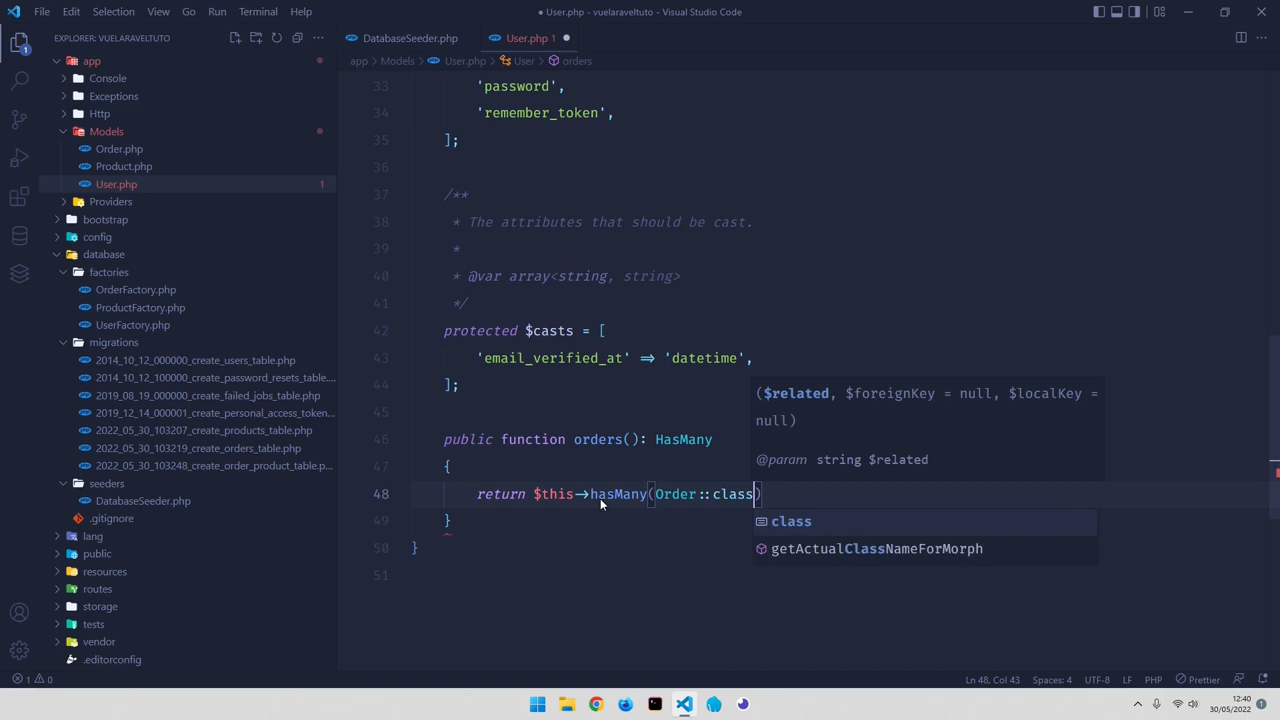 File Edit Selection View Go Run Terminal Help
● User.php - vuelaraveltuto - Visual Studio Code
EXPLORER: VUELARAVELTUTO
app
Console
Exceptions
Http
Models
Order.php
Product.php
User.php 1
Providers
bootstrap
config
database
factories
OrderFactory.php
ProductFactory.php
UserFactory.php
migrations
2014_10_12_000000_create_users_table.php
2014_10_12_100000_create_password_resets_table....
2019_08_19_000000_create_failed_jobs_table.php
2019_12_14_000001_create_personal_access_token...
2022_05_30_103207_create_products_table.php
2022_05_30_103219_create_orders_table.php
2022_05_30_103248_create_order_product_table.p...
seeders
DatabaseSeeder.php
.gitignore
lang
public
resources
routes
storage
tests
vendor
.editorconfig
1
DatabaseSeeder.php
User.php 1 ●
app > Models > User.php > User > orders
33 'password',
34 'remember_token',
35 ];
36
37 /**
38 * The attributes that should be cast.
39 *
40 * @var array<string, string>
41 */
42 protected $casts = [
43 'email_verified_at' => 'datetime',
44 ];
45
46 public function orders(): HasMany
47 {
48 return $this->hasMany(Order::class)
49 }
50 }
51
($related, $foreignKey = null, $localKey =
null)
@param string $related
class
getActualClassNameForMorph
1 0
Ln 48, Col 43 Spaces: 4 UTF-8 LF PHP Prettier
12:40
30/05/2022